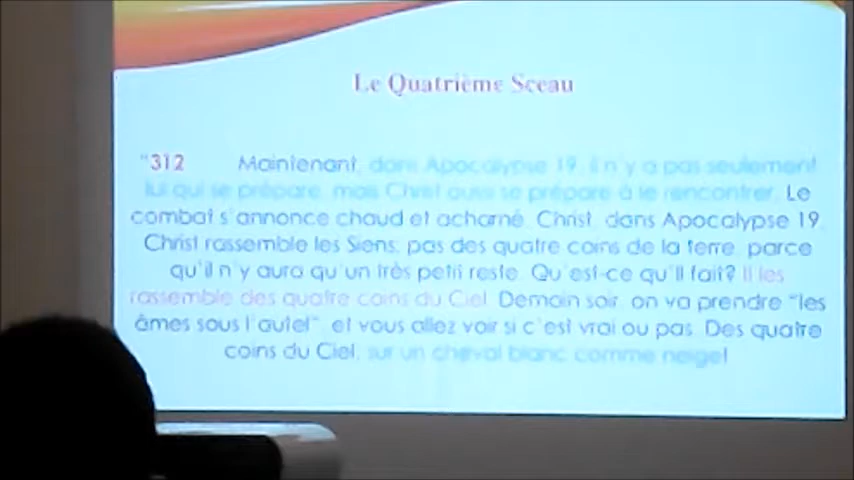 Le Quatrième Sceau
"312 Maintenant, dans Apocalypse 19, il n'y a pas seulement
lui qui se prépare, mais Christ aussi se prépare à le rencontrer. Le
combat s'annonce chaud et acharné. Christ, dans Apocalypse 19,
Christ rassemble les Siens; pas des quatre coins de la terre, parce
qu'il n'y aura qu'un très petit reste. Qu'est-ce qu'Il fait? Il les
rassemble des quatre coins du Ciel. Demain soir, on va prendre "les
âmes sous l'autel", et vous allez voir si c'est vrai ou pas. Des quatre
coins du Ciel, sur un cheval blanc comme neige!